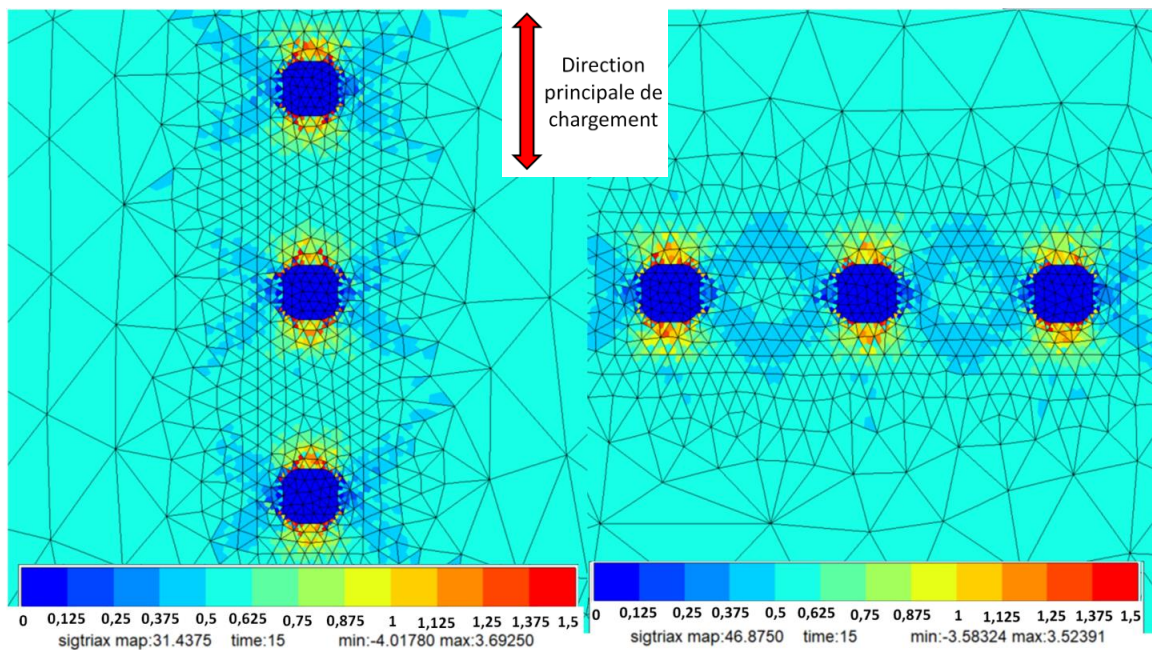 Direction
principale de
chargement
0 0,125 0,25 0,375 0,5 0,625 0,75 0,875 1 1,125 1,25 1,375 1,5
sigtriax map:31.4375 time:15 min:-4.01780 max:3.69250
0 0,125 0,25 0,375 0,5 0,625 0,75 0,875 1 1,125 1,25 1,375 1,5
sigtriax map:46.8750 time:15 min:-3.58324 max:3.52391